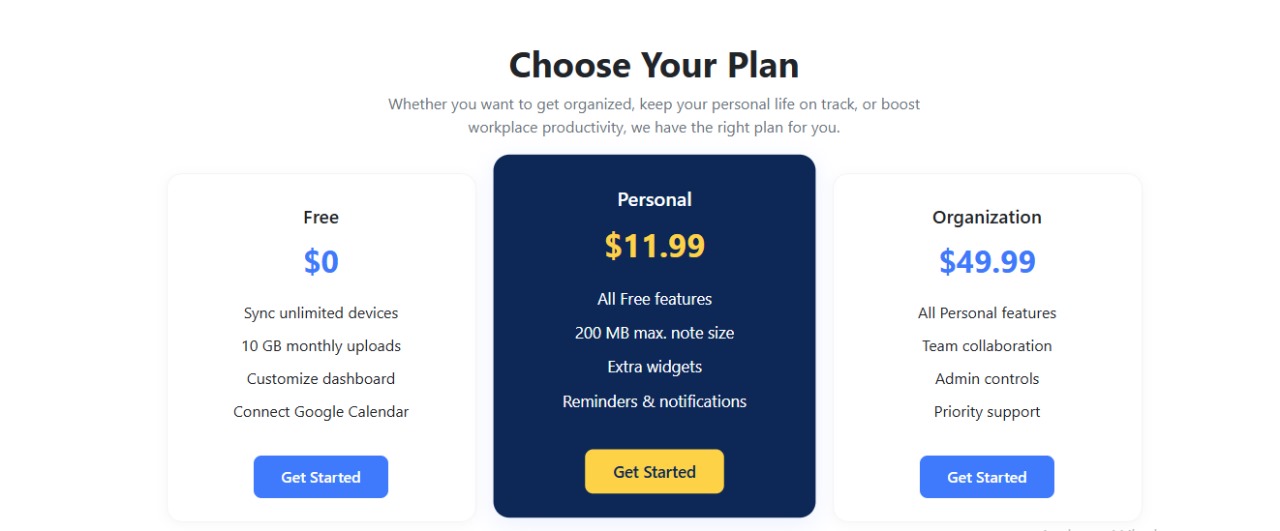 Choose Your Plan
Whether you want to get organized, keep your personal life on track, or boost
workplace productivity, we have the right plan for you.
Free
$0
Sync unlimited devices
10 GB monthly uploads
Customize dashboard
Connect Google Calendar
Get Started
Personal
$11.99
All Free features
200 MB max. note size
Extra widgets
Reminders & notifications
Get Started
Organization
$49.99
All Personal features
Team collaboration
Admin controls
Priority support
Get Started